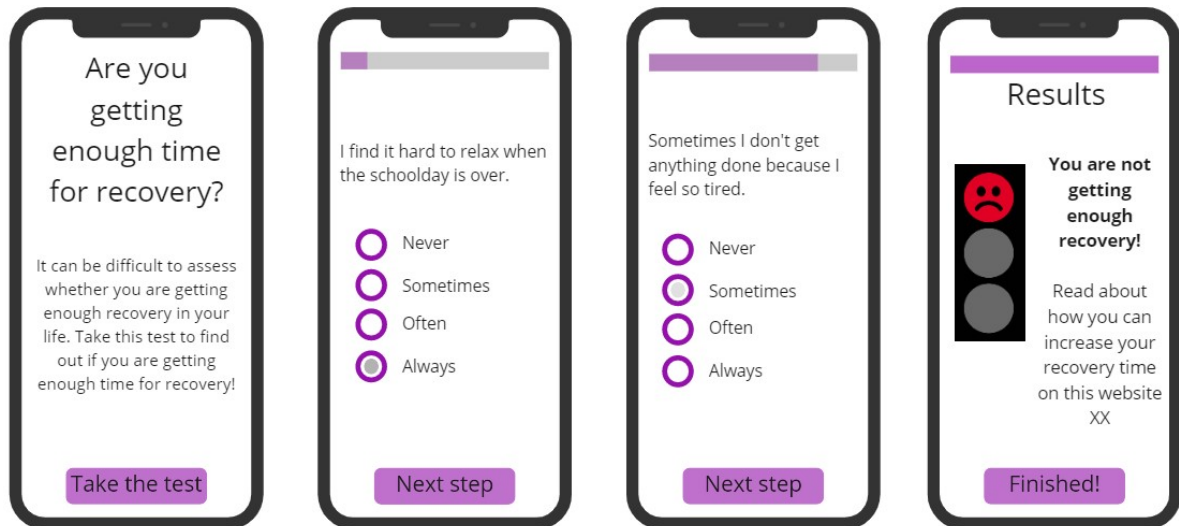 Are you
getting
enough time
for recovery?
It can be difficult to assess
whether you are getting
enough recovery in your
life. Take this test to find
out if you are getting
enough time for recovery!
Take the test
I find it hard to relax when
the schoolday is over.
Never
Sometimes
Often
Always
Next step
Sometimes I don't get
anything done because I
feel so tired.
Never
Sometimes
Often
Always
Next step
Results
You are not
getting
enough
recovery!
Read about
how you can
increase your
recovery time
on this website
XX
Finished!